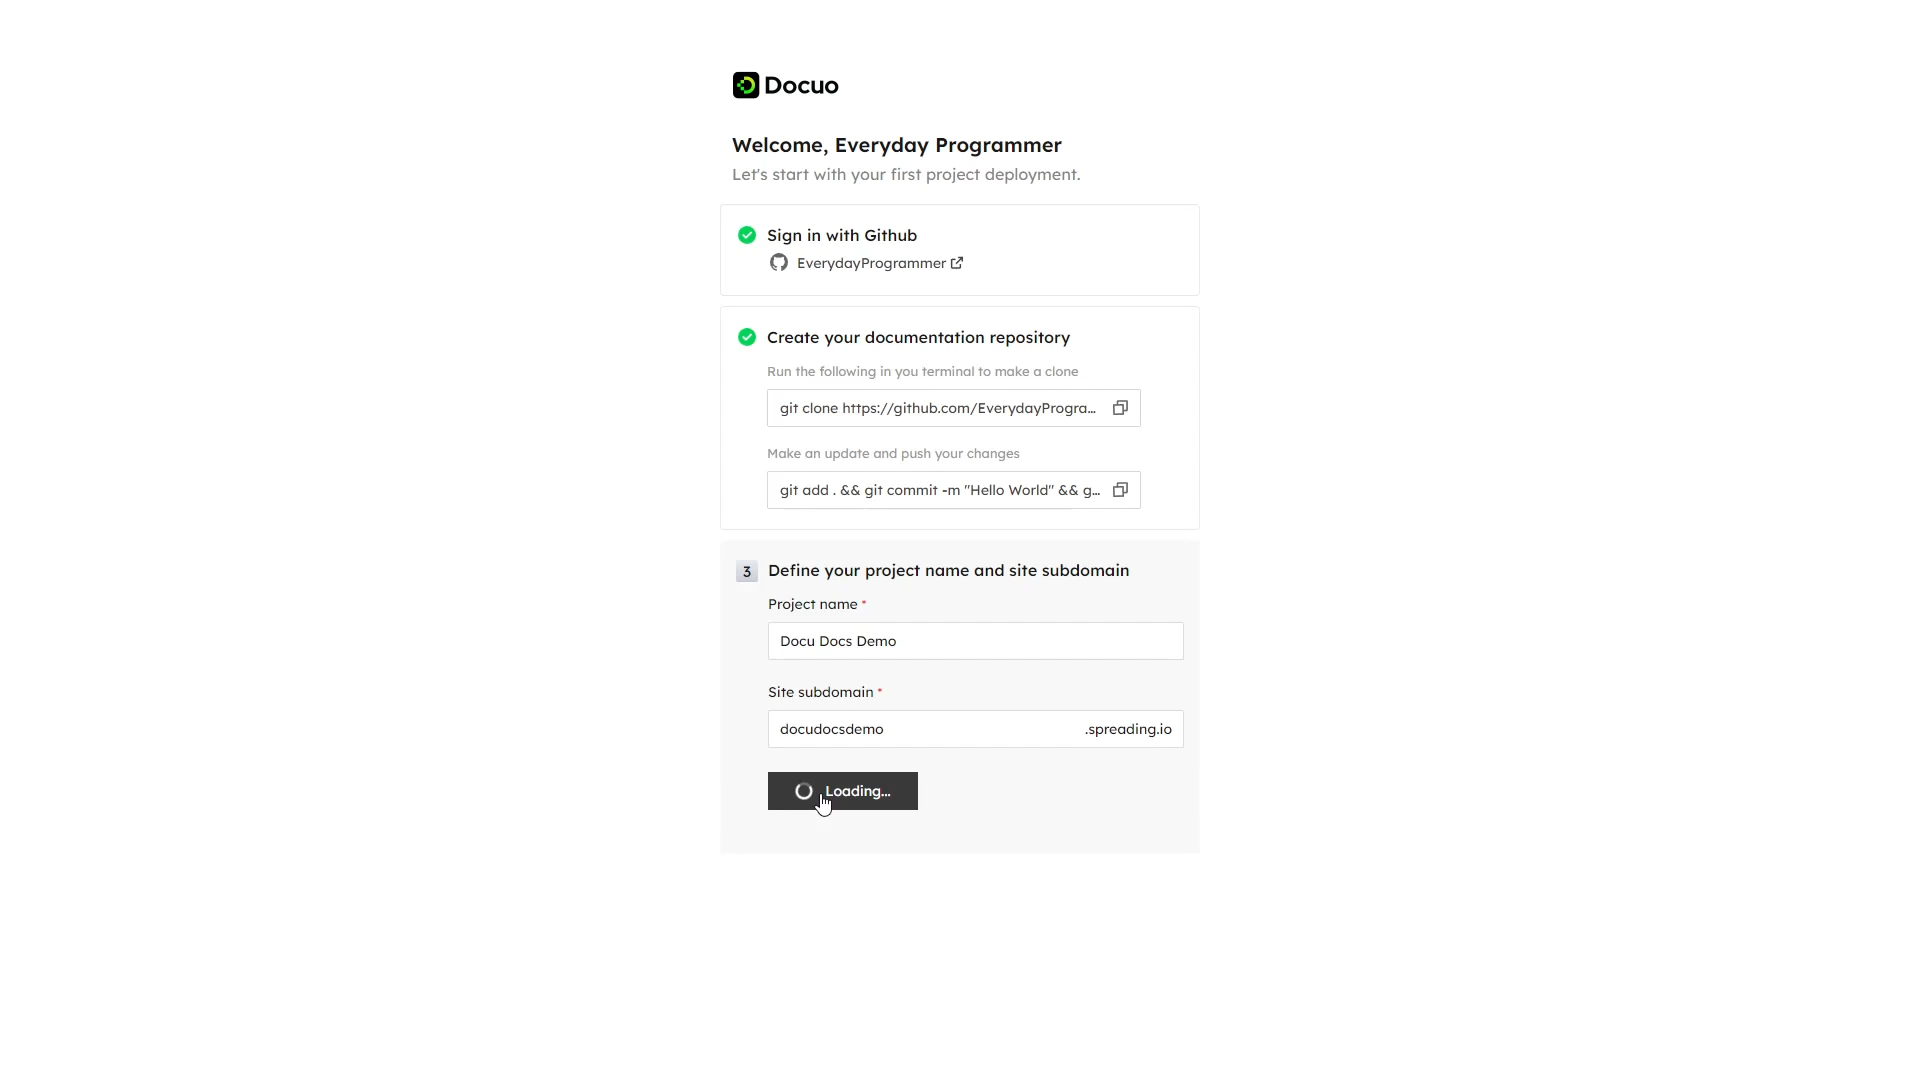 Docuo
Welcome, Everyday Programmer
Let's start with your first project deployment.
Sign in with Github
EverydayProgrammer
Create your documentation repository
Run the following in you terminal to make a clone
git clone https://github.com/EverydayProgra...
Make an update and push your changes
git add . && git commit -m "Hello World" && g...
3 Define your project name and site subdomain
Project name *
Docu Docs Demo
Site subdomain *
docudocsdemo .spreading.io
Loading...